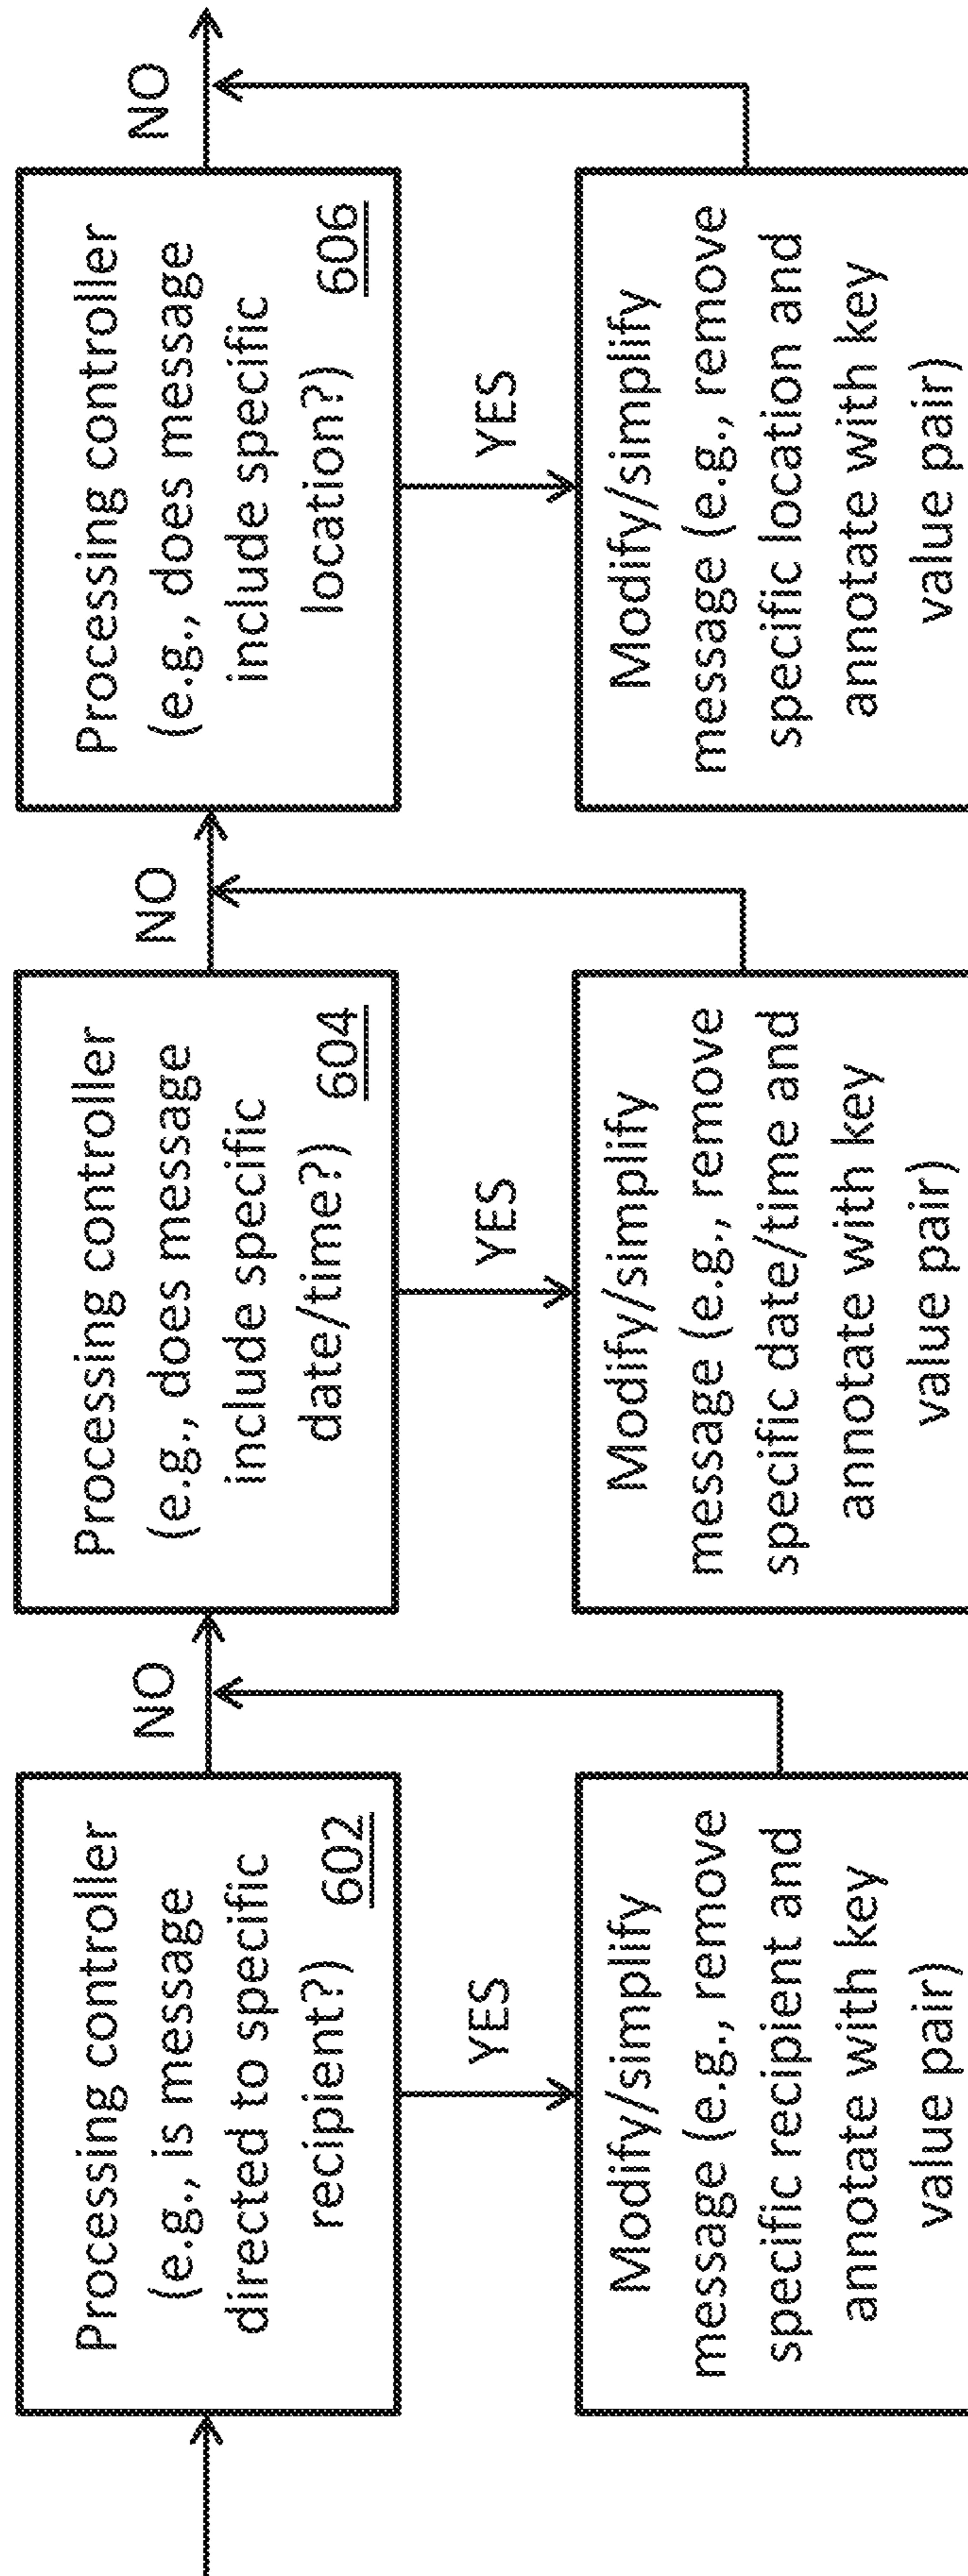 Processing controller
(e.g., is message
directed to specific
recipient?)
602
NO
YES
Modify/simplify
message (e.g., remove
specific recipient and
annotate with key
value pair)
Processing controller
(e.g., does message
include specific
date/time?)
604
NO
YES
Modify/simplify
message (e.g., remove
specific date/time and
annotate with key
value pair)
Processing controller
(e.g., does message
include specific
location?)
606
NO
YES
Modify/simplify
message (e.g., remove
specific location and
annotate with key
value pair)